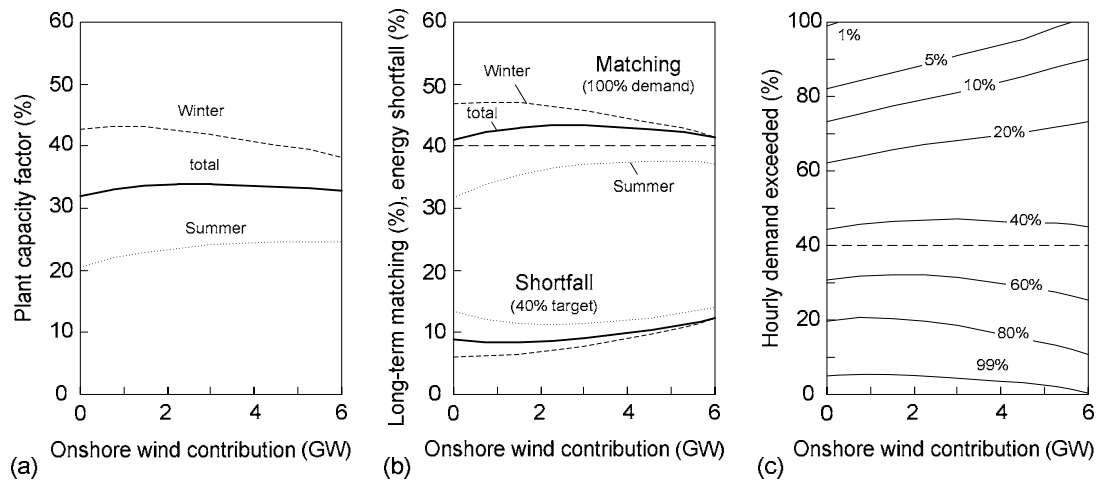 60
50
40
30
20
10
0
0
2
4
6
Plant capacity factor (%)
Winter
total
Summer
Onshore wind contribution (GW)
(a)
60
50
40
30
20
10
0
0
2
4
6
Long-term matching (%), energy shortfall (%)
Winter
Matching
(100% demand)
total
Summer
Shortfall
(40% target)
Onshore wind contribution (GW)
(b)
100
80
60
40
20
0
0
2
4
6
Hourly demand exceeded (%)
1%
5%
10%
20%
40%
60%
80%
99%
Onshore wind contribution (GW)
(c)